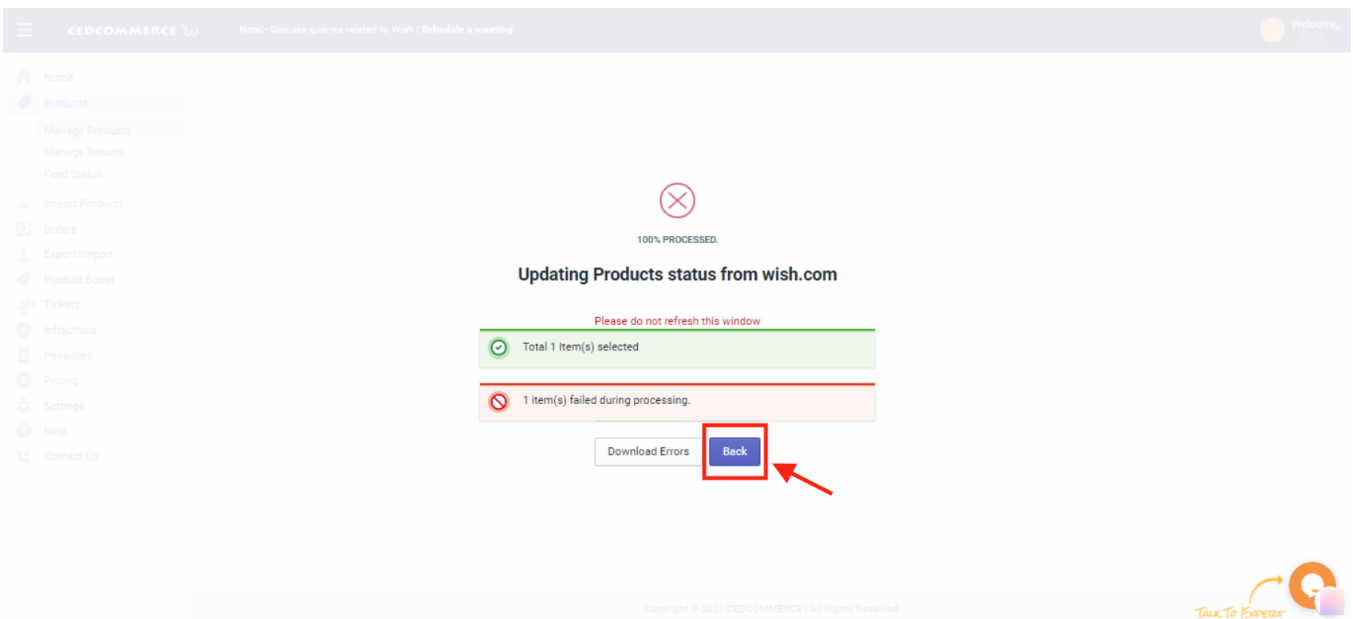 CEDCOMMERCE
Note:- Discuss queries related to Wish | Schedule a meeting
Welcome,
Home
Products
Manage Products
Manage Returns
Feed Status
Import Products
Orders
Export/Import
Product Boost
Tickets
Infractions
Penalities
Pricing
Settings
Help
Contact Us
100% PROCESSED.
Updating Products status from wish.com
Please do not refresh this window
Total 1 Item(s) selected
1 item(s) failed during processing.
Download Errors
Back
Copyright © 2021 CEDCOMMERCE | All Rights Reserved.
TALK TO EXPERT